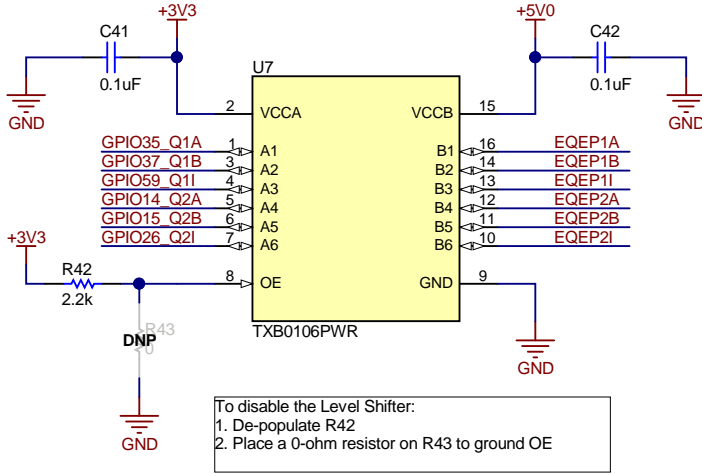 +3V3
+5V0
C41
C42
0.1uF
0.1uF
GND
GND
U7
2 VCCA
VCCB 15
GPIO35_Q1A 1 A1
B1 16 EQEP1A
GPIO37_Q1B 3 A2
B2 14 EQEP1B
GPIO59_Q1I 4 A3
B3 13 EQEP1I
GPIO14_Q2A 5 A4
B4 12 EQEP2A
GPIO15_Q2B 6 A5
B5 11 EQEP2B
GPIO26_Q2I 7 A6
B6 10 EQEP2I
+3V3
R42
2.2k
8 OE
GND 9
R43
DNP
0
TXB0106PWR
GND
GND
To disable the Level Shifter:
1. De-populate R42
2. Place a 0-ohm resistor on R43 to ground OE